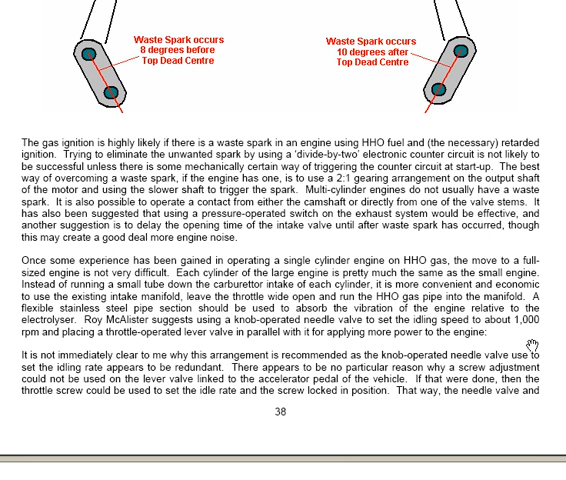 Waste Spark occurs
8 degrees before
Top Dead Centre
Waste Spark occurs
10 degrees after
Top Dead Centre
The gas ignition is highly likely if there is a waste spark in an engine using HHO fuel and (the necessary) retarded
ignition. Trying to eliminate the unwanted spark by using a 'divide-by-two' electronic counter circuit is not likely to
be successful unless there is some mechanically certain way of triggering the counter circuit at start-up. The best
way of overcoming a waste spark, if the engine has one, is to use a 2:1 gearing arrangement on the output shaft
of the motor and using the slower shaft to trigger the spark. Multi-cylinder engines do not usually have a waste
spark. It is also possible to operate a contact from either the camshaft or directly from one of the valve stems. It
has also been suggested that using a pressure-operated switch on the exhaust system would be effective, and
another suggestion is to delay the opening time of the intake valve until after waste spark has occurred, though
this may create a good deal more engine noise.
Once some experience has been gained in operating a single cylinder engine on HHO gas, the move to a full-
sized engine is not very difficult. Each cylinder of the large engine is pretty much the same as the small engine.
Instead of running a small tube down the carburettor intake of each cylinder, it is more convenient and economic
to use the existing intake manifold, leave the throttle wide open and run the HHO gas pipe into the manifold. A
flexible stainless steel pipe section should be used to absorb the vibration of the engine relative to the
electrolyser. Roy McAlister suggests using a knob-operated needle valve to set the idling speed to about 1,000
rpm and placing a throttle-operated lever valve in parallel with it for applying more power to the engine:
It is not immediately clear to me why this arrangement is recommended as the knob-operated needle valve use to
set the idling rate appears to be redundant. There appears to be no particular reason why a screw adjustment
could not be used on the lever valve linked to the accelerator pedal of the vehicle. If that were done, then the
throttle screw could be used to set the idle rate and the screw locked in position. That way, the needle valve and
38